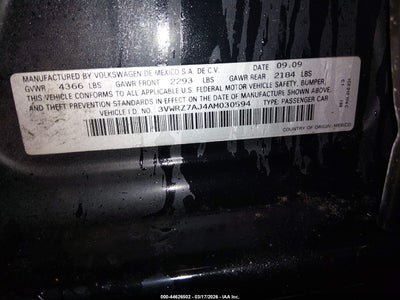 MANUFACTURED BY VOLKSWAGEN DE MEXICO S.A. DE C.V. 09.09
GVWR 4366 LBS GAWR FRONT 2293 LBS GAWR REAR 2184 LBS
THIS VEHICLE CONFORMS TO ALL APPLICABLE U.S. FEDERAL MOTOR VEHICLE SAFETY, BUMPER,
AND THEFT PREVENTION STANDARDS IN EFFECT ON THE DATE OF MANUFACTURE SHOWN ABOVE.
VEHICLE I.D. NO.: 3VWRZ7AJ4AM030594 TYPE: PASSENGER CAR
COUNTRY OF ORIGIN: MEXICO
000-44626502 - 03/17/2026 - IAA Inc.